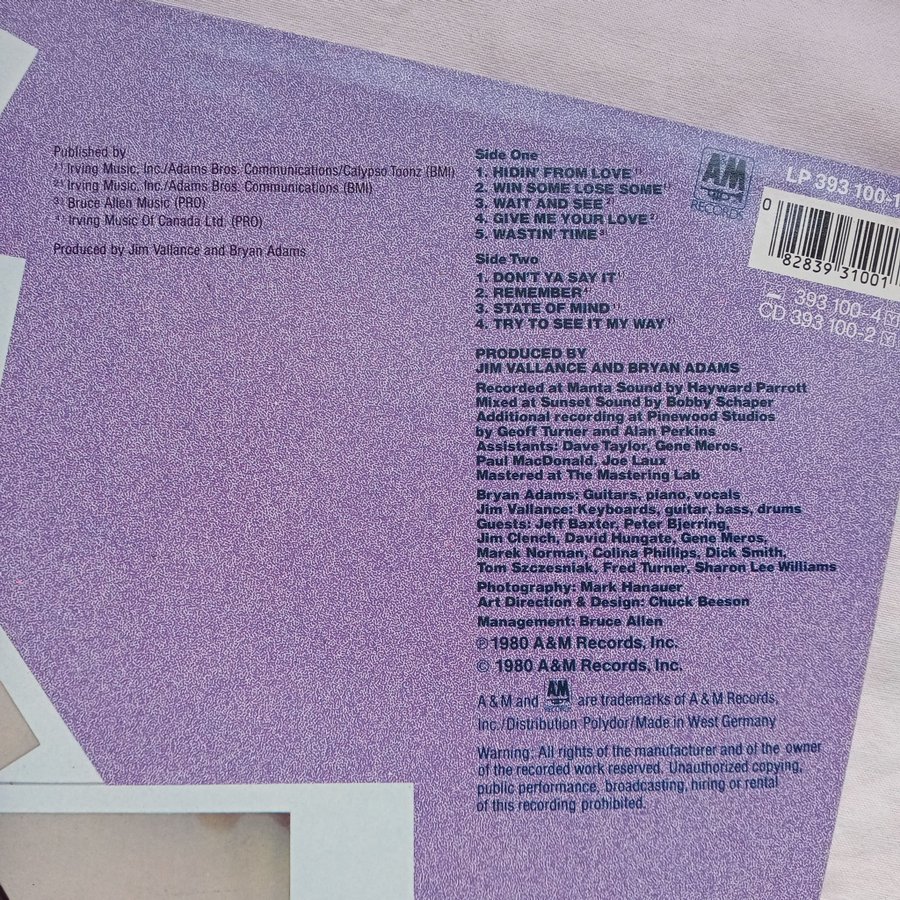 Published by
1) Irving Music, Inc./Adams Bros. Communications/Calypso Toonz (BMI)
2) Irving Music, Inc./Adams Bros. Communications (BMI)
3) Bruce Allen Music (PRO)
4) Irving Music Of Canada Ltd. (PRO)
Produced by Jim Vallance and Bryan Adams
Side One
1. HIDIN' FROM LOVE 1)
2. WIN SOME LOSE SOME 1)
3. WAIT AND SEE 2)
4. GIVE ME YOUR LOVE 2)
5. WASTIN' TIME
Side Two
1. DON'T YA SAY IT
2. REMEMBER
3. STATE OF MIND 1)
4. TRY TO SEE IT MY WAY
PRODUCED BY
JIM VALLANCE AND BRYAN ADAMS
Recorded at Manta Sound by Hayward Parrott
Mixed at Sunset Sound by Bobby Schaper
Additional recording at Pinewood Studios
by Geoff Turner and Alan Perkins
Assistants: Dave Taylor, Gene Meros,
Paul MacDonald, Joe Laux
Mastered at The Mastering Lab
Bryan Adams: Guitars, piano, vocals
Jim Vallance: Keyboards, guitar, bass, drums
Guests: Jeff Baxter, Peter Bjerring,
Jim Clench, David Hungate, Gene Meros,
Marek Norman, Colina Phillips, Dick Smith,
Tom Szczesniak, Fred Turner, Sharon Lee Williams
Photography: Mark Hanauer
Art Direction & Design: Chuck Beeson
Management: Bruce Allen
℗ 1980 A&M Records, Inc.
© 1980 A&M Records, Inc.
A & M and A&M RECORDS are trademarks of A & M Records,
Inc./Distribution Polydor/Made in West Germany
Warning: All rights of the manufacturer and of the owner
of the recorded work reserved. Unauthorized copying,
public performance, broadcasting, hiring or rental
of this recording prohibited.
A&M
RECORDS
LP 393 100-1
0 82839 31001
393 100-4 Y
CD 393 100-2 Y